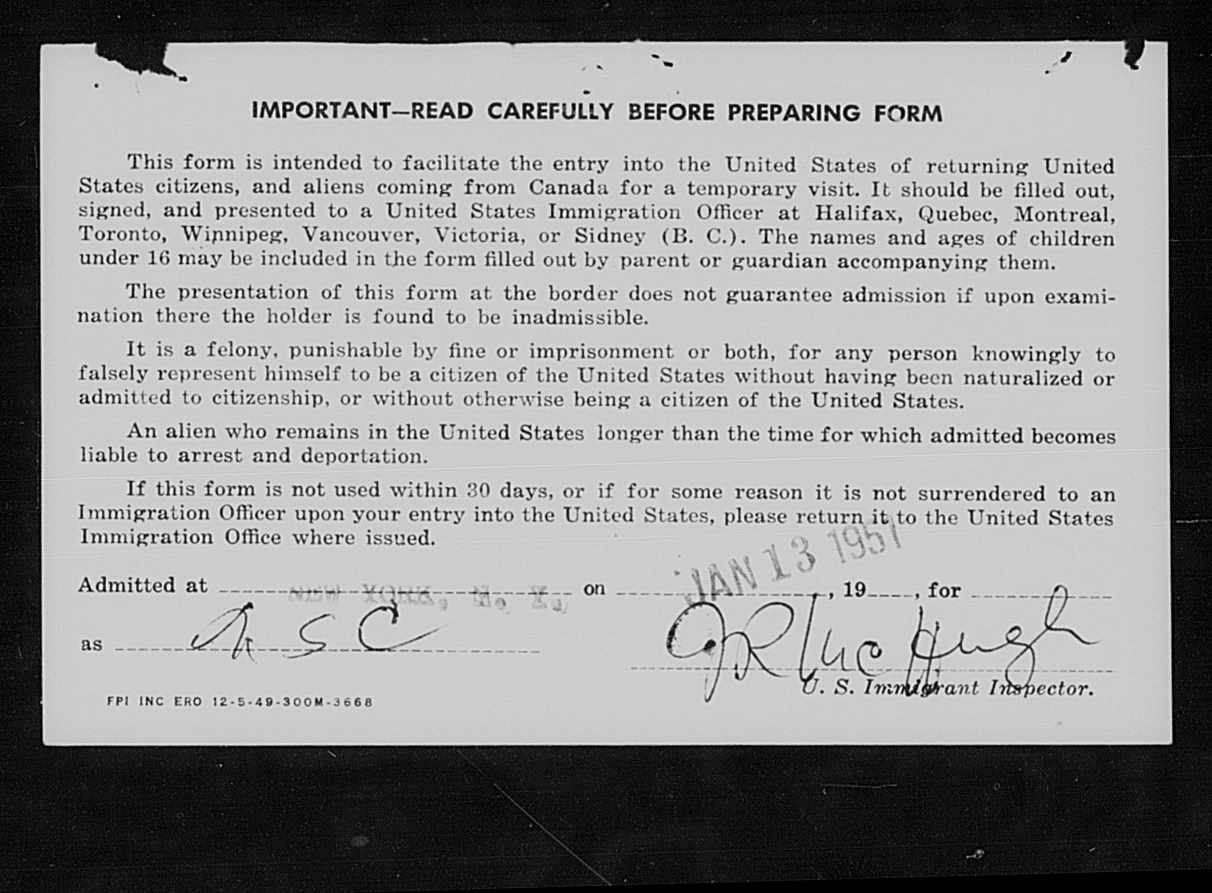 IMPORTANT—READ CAREFULLY BEFORE PREPARING FORM
This form is intended to facilitate the entry into the United States of returning United
States citizens, and aliens coming from Canada for a temporary visit. It should be filled out,
signed, and presented to a United States Immigration Officer at Halifax, Quebec, Montreal,
Toronto, Winnipeg, Vancouver, Victoria, or Sidney (B. C.). The names and ages of children
under 16 may be included in the form filled out by parent or guardian accompanying them.
The presentation of this form at the border does not guarantee admission if upon exami-
nation there the holder is found to be inadmissible.
It is a felony, punishable by fine or imprisonment or both, for any person knowingly to
falsely represent himself to be a citizen of the United States without having been naturalized or
admitted to citizenship, or without otherwise being a citizen of the United States.
An alien who remains in the United States longer than the time for which admitted becomes
liable to arrest and deportation.
If this form is not used within 30 days, or if for some reason it is not surrendered to an
Immigration Officer upon your entry into the United States, please return it to the United States
Immigration Office where issued.
Admitted at NEW YORK, N. Y. on JAN 13 1951, 19 , for
as SC
JR McHugh
U. S. Immigrant Inspector.
FPI INC ERO 12-5-49-300M-3668